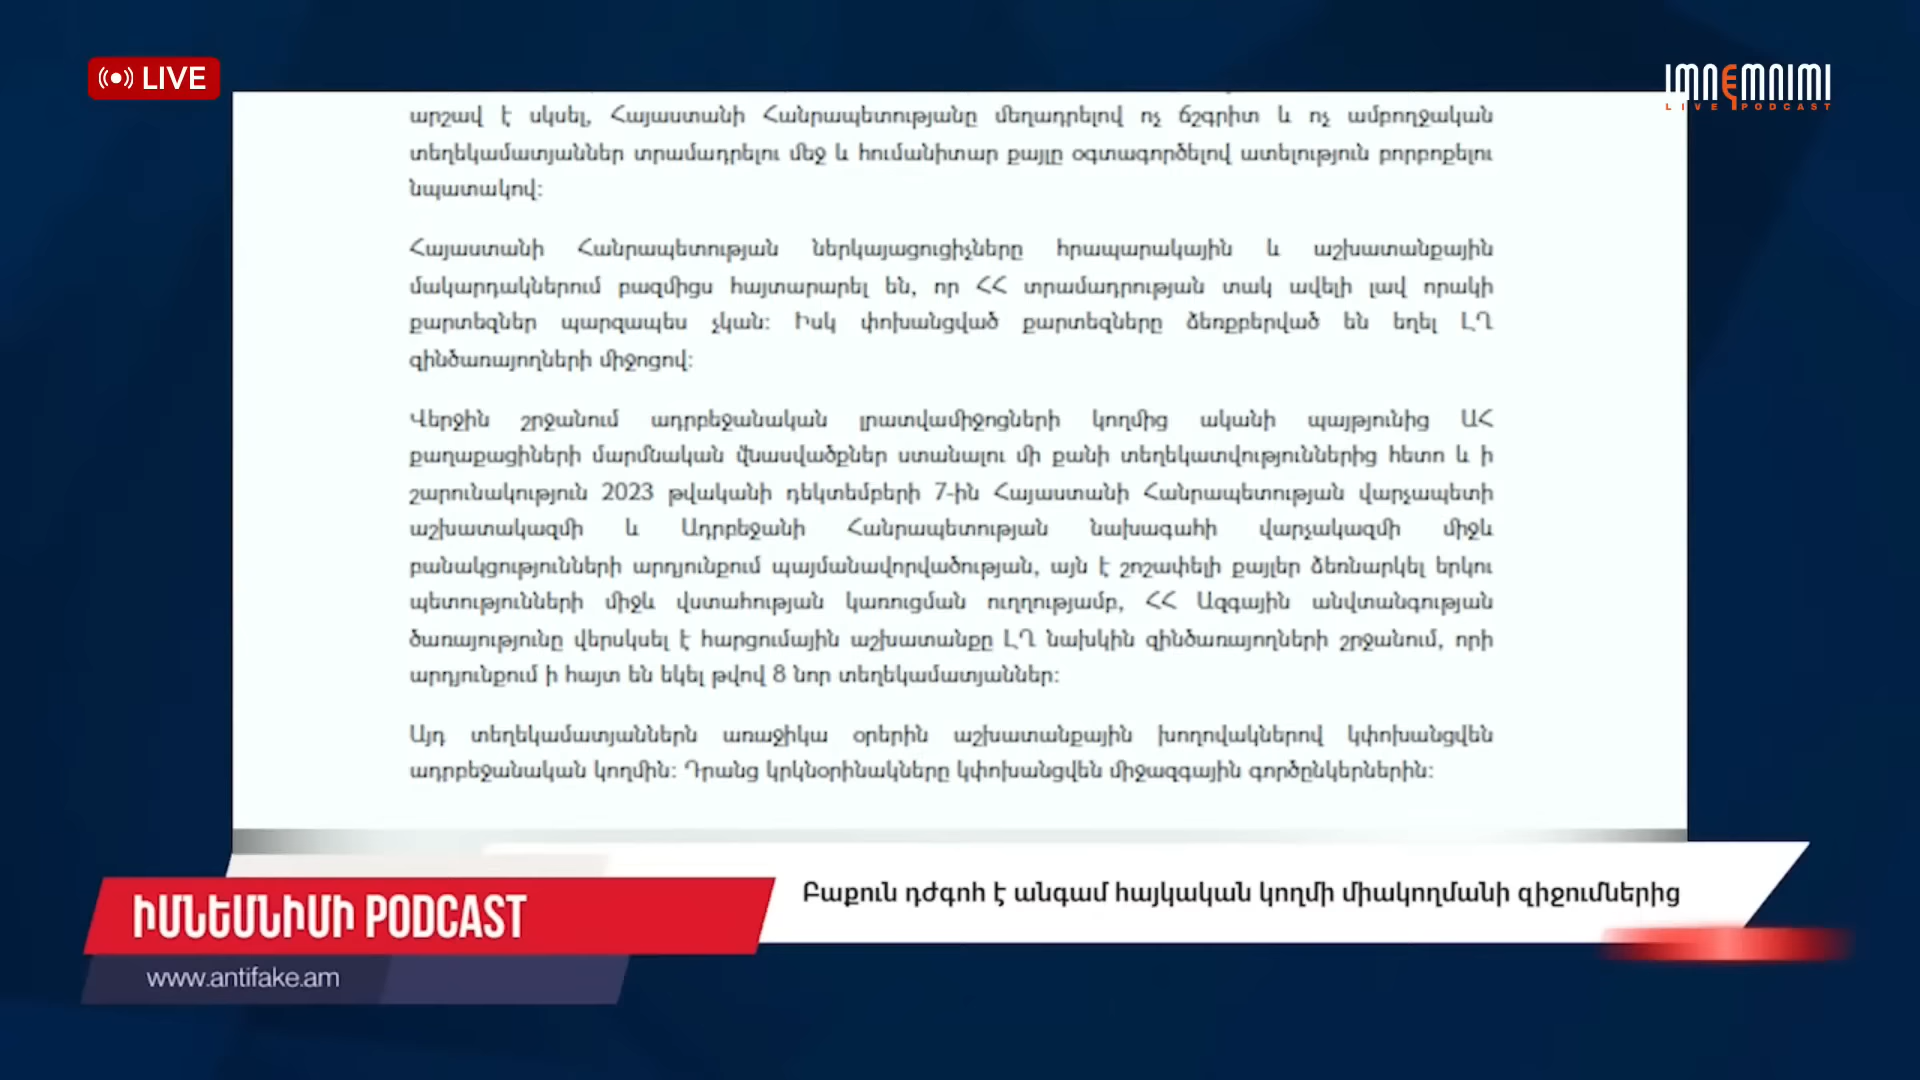 LIVE
ԻՄՆԵՄՆԻՄԻ
LIVE PODCAST
արշավ է սկսել, Հայաստանի Հանրապետությանը մեղադրելով ոչ ճշգրիտ և ոչ ամբողջական
տեղեկամատյաններ տրամադրելու մեջ և հումանիտար քայլը օգտագործելով ատելություն բորբոքելու
նպատակով:
Հայաստանի Հանրապետության ներկայացուցիչները հրապարակային և աշխատանքային
մակարդակներում բազմիցս հայտարարել են, որ ՀՀ տրամադրության տակ ավելի լավ որակի
քարտեզներ պարզապես չկան: Իսկ փոխանցված քարտեզները ձեռքբերված են եղել ԼՂ
զինծառայողների միջոցով:
Վերջին շրջանում ադրբեջանական լրատվամիջոցների կողմից ականի պայթյունից ԱՀ
քաղաքացիների մարմնական վնասվածքներ ստանալու մի քանի տեղեկատվություններից հետո և ի
շարունակություն 2023 թվականի դեկտեմբերի 7-ին Հայաստանի Հանրապետության վարչապետի
աշխատակազմի և Ադրբեջանի Հանրապետության նախագահի վարչակազմի միջև
բանակցությունների արդյունքում պայմանավորվածության, այն է շոշափելի քայլեր ձեռնարկել երկու
պետությունների միջև վստահության կառուցման ուղղությամբ, ՀՀ Ազգային անվտանգության
ծառայությունը վերսկսել է հարցումային աշխատանքը ԼՂ նախկին զինծառայողների շրջանում, որի
արդյունքում ի հայտ են եկել թվով 8 նոր տեղեկամատյաններ:
Այդ տեղեկամատյաններն առաջիկա օրերին աշխատանքային խողովակներով կփոխանցվեն
ադրբեջանական կողմին: Դրանց կրկնօրինակները կփոխանցվեն միջազգային գործընկերներին:
Բաքուն դժգոհ է անգամ հայկական կողմի միակողմանի զիջումներից
ԻՄՆԵՄՆԻՄԻ PODCAST
www.antifake.am